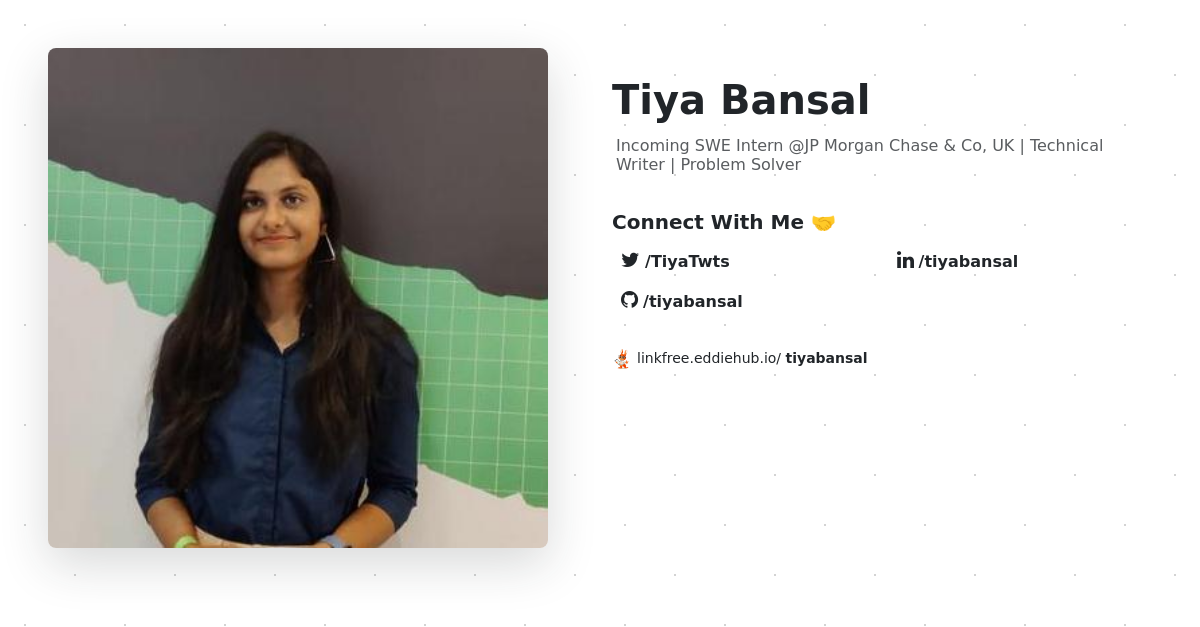 Tiya Bansal
Incoming SWE Intern @JP Morgan Chase & Co, UK | Technical
Writer | Problem Solver
Connect With Me 🤝
/TiyaTwts
/tiyabansal
/tiyabansal
linkfree.eddiehub.io/ tiyabansal